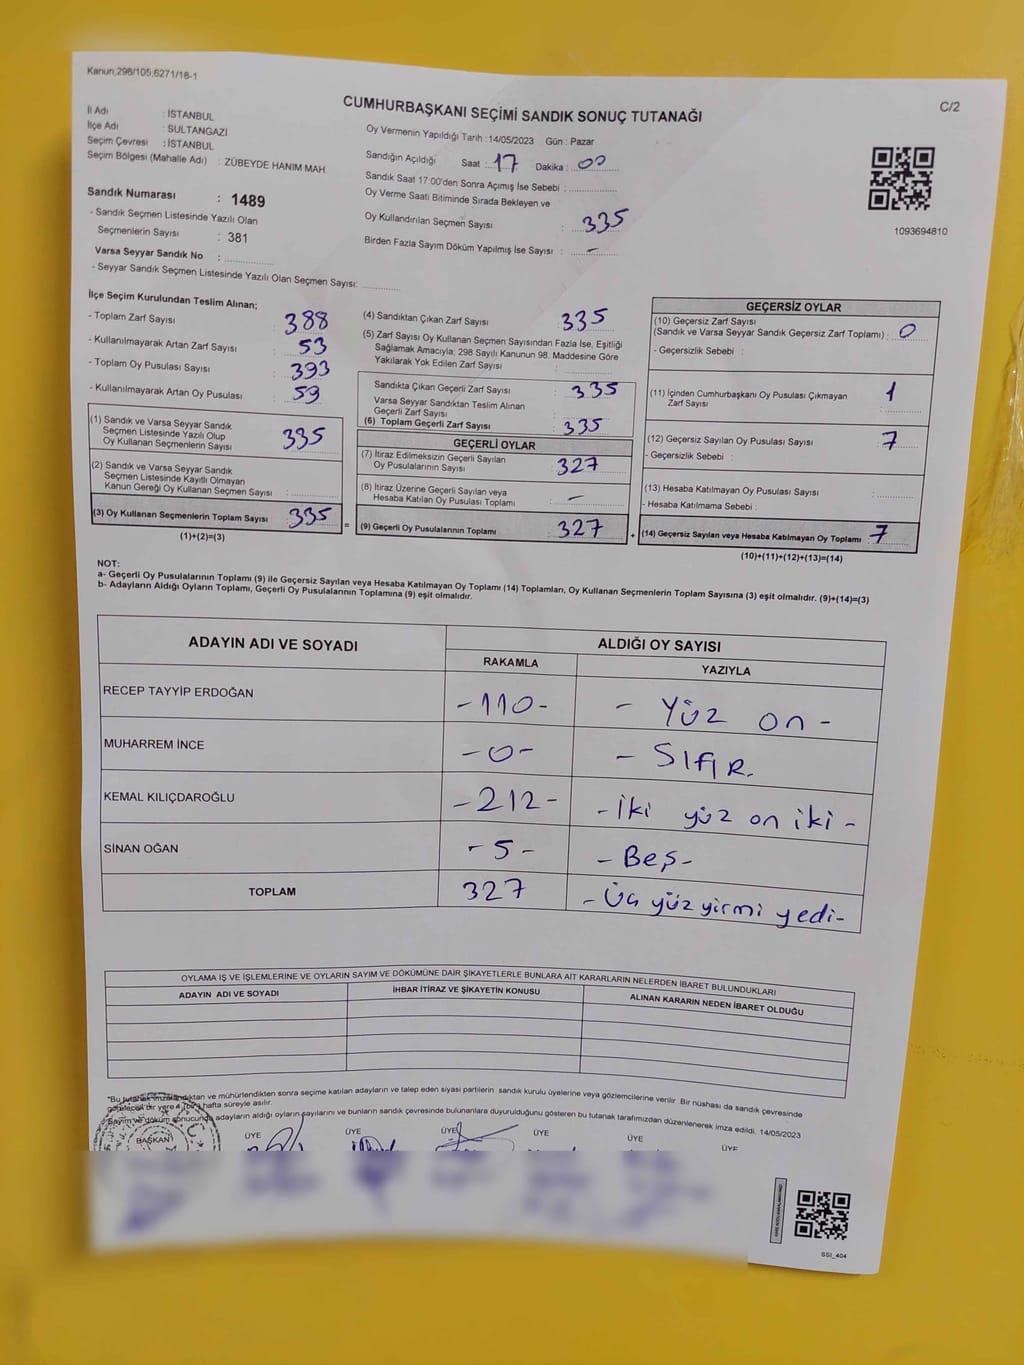 Kanun;298/105;6271/18-1
C/2
CUMHURBAŞKANI SEÇİMİ SANDIK SONUÇ TUTANAĞI
İl Adı : İSTANBUL
İlçe Adı : SULTANGAZİ
Seçim Çevresi : İSTANBUL
Seçim Bölgesi (Mahalle Adı) : ZÜBEYDE HANIM MAH
Sandık Numarası : 1489
- Sandık Seçmen Listesinde Yazılı Olan
Seçmenlerin Sayısı : 381
Varsa Seyyar Sandık No :
- Seyyar Sandık Seçmen Listesinde Yazılı Olan Seçmen Sayısı:
Oy Vermenin Yapıldığı Tarih :14/05/2023 Gün : Pazar
Sandığın Açıldığı Saat : 17 Dakika : 00
Sandık Saat 17:00'den Sonra Açımış İse Sebebi :
Oy Verme Saati Bitiminde Sırada Bekleyen ve
Oy Kullandırılan Seçmen Sayısı : 335
Birden Fazla Sayım Döküm Yapılmış İse Sayısı : -
1093694810
İlçe Seçim Kurulundan Teslim Alınan;
- Toplam Zarf Sayısı : 388
- Kullanılmayarak Artan Zarf Sayısı : 53
- Toplam Oy Pusulası Sayısı : 393
- Kullanılmayarak Artan Oy Pusulası : 59
(1) Sandık ve Varsa Seyyar Sandık
Seçmen Listesinde Yazılı Olup
Oy Kullanan Seçmenlerin Sayısı : 335
(2) Sandık ve Varsa Seyyar Sandık
Seçmen Listesinde Kayıtlı Olmayan
Kanun Gereği Oy Kullanan Seçmen Sayısı :
(3) Oy Kullanan Seçmenlerin Toplam Sayısı : 335
(1)+(2)=(3)
(4) Sandıktan Çıkan Zarf Sayısı : 335
(5) Zarf Sayısı Oy Kullanan Seçmen Sayısından Fazla İse, Eşitliği
Sağlamak Amacıyla; 298 Sayılı Kanunun 98. Maddesine Göre
Yakılarak Yok Edilen Zarf Sayısı :
Sandıkta Çıkan Geçerli Zarf Sayısı : 335
Varsa Seyyar Sandıktan Teslim Alınan
Geçerli Zarf Sayısı :
(6) Toplam Geçerli Zarf Sayısı : 335
GEÇERLİ OYLAR
(7) İtiraz Edilmeksizin Geçerli Sayılan
Oy Pusulalarının Sayısı : 327
(8) İtiraz Üzerine Geçerli Sayılan veya
Hesaba Katılan Oy Pusulası Toplamı : -
= (9) Geçerli Oy Pusulalarının Toplamı : 327 +
GEÇERSİZ OYLAR
(10) Geçersiz Zarf Sayısı
(Sandık ve Varsa Seyyar Sandık Geçersiz Zarf Toplamı) : 0
- Geçersizlik Sebebi :
(11) İçinden Cumhurbaşkanı Oy Pusulası Çıkmayan
Zarf Sayısı : 1
(12) Geçersiz Sayılan Oy Pusulası Sayısı : 7
- Geçersizlik Sebebi :
(13) Hesaba Katılmayan Oy Pusulası Sayısı :
- Hesaba Katılmama Sebebi :
(14) Geçersiz Sayılan veya Hesaba Katılmayan Oy Toplamı : 7
(10)+(11)+(12)+(13)=(14)
NOT:
a- Geçerli Oy Pusulalarının Toplamı (9) ile Geçersiz Sayılan veya Hesaba Katılmayan Oy Toplamı (14) Toplamları, Oy Kullanan Seçmenlerin Toplam Sayısına (3) eşit olmalıdır. (9)+(14)=(3)
b- Adayların Aldığı Oyların Toplamı, Geçerli Oy Pusulalarının Toplamına (9) eşit olmalıdır.
ADAYIN ADI VE SOYADI ALDIĞI OY SAYISI
RAKAMLA YAZIYLA
RECEP TAYYİP ERDOĞAN -110- - Yüz on -
MUHARREM İNCE -0- - SIfIR.
KEMAL KILIÇDAROĞLU -212- -İki yüz on iki -
SİNAN OĞAN -5- -Beş-
TOPLAM 327 -Üç yüz yirmi yedi-
OYLAMA İŞ VE İŞLEMLERİNE VE OYLARIN SAYIM VE DÖKÜMÜNE DAİR ŞİKAYETLERLE BUNLARA AİT KARARLARIN NELERDEN İBARET BULUNDUKLARI
ADAYIN ADI VE SOYADI İHBAR İTİRAZ VE ŞİKAYETİN KONUSU ALINAN KARARIN NEDEN İBARET OLDUĞU
*Bu tutanak imzalandıktan ve mühürlendikten sonra seçime katılan adayların ve talep eden siyasi partilerin sandık kurulu üyelerine veya gözlemcilerine verilir. Bir nüshası da sandık çevresinde
görülecek bir yere 1 (bir) hafta süreyle asılır.
Sayım ve döküm sonucunda adayların aldığı oyların sayılarını ve bunların sandık çevresinde bulunanlara duyurulduğunu gösteren bu tutanak tarafımızdan düzenlenerek imza edildi. 14/05/2023
BAŞKAN ÜYE ÜYE ÜYE ÜYE ÜYE ÜYE
SSI_404